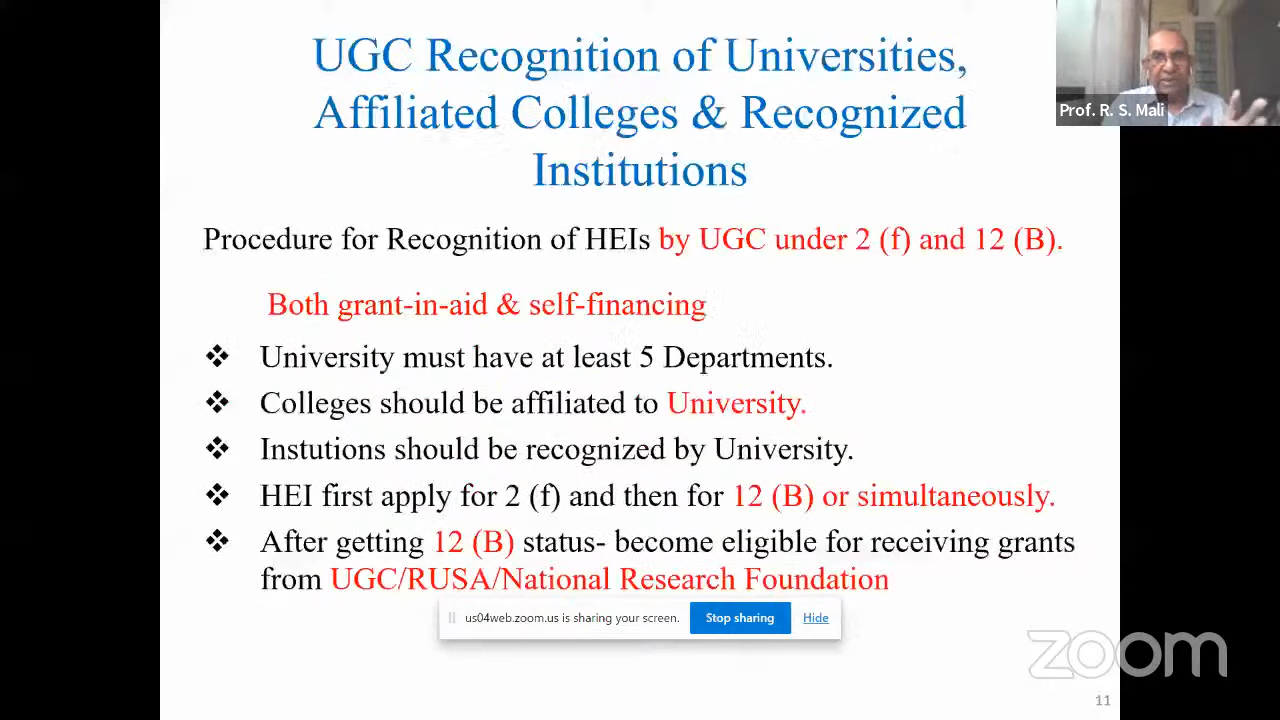 UGC Recognition of Universities,
Affiliated Colleges & Recognized
Institutions
Prof. R. S. Mali
Procedure for Recognition of HEIs by UGC under 2 (f) and 12 (B).
Both grant-in-aid & self-financing
❖ University must have at least 5 Departments.
❖ Colleges should be affiliated to University.
❖ Instutions should be recognized by University.
❖ HEI first apply for 2 (f) and then for 12 (B) or simultaneously.
❖ After getting 12 (B) status- become eligible for receiving grants
from UGC/RUSA/National Research Foundation
us04web.zoom.us is sharing your screen. Stop sharing Hide
zoom
11